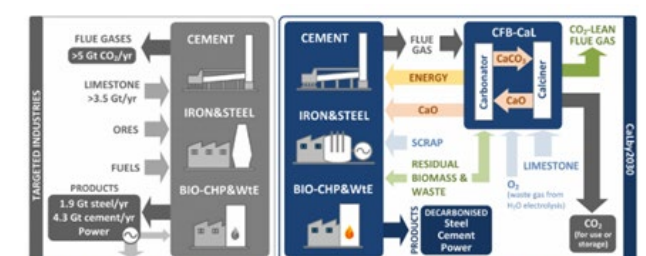 TARGETED INDUSTRIES
FLUE GASES
>5 Gt CO₂/yr
LIMESTONE
>3.5 Gt/yr
ORES
FUELS
PRODUCTS
1.9 Gt steel/yr
4.3 Gt cement/yr
Power
CEMENT
IRON&STEEL
BIO-CHP&WtE
CEMENT
IRON&STEEL
BIO-CHP&WtE
FLUE
GAS
ENERGY
CaO
SCRAP
RESIDUAL
BIOMASS &
WASTE
PRODUCTS
DECARBONISED
Steel
Cement
Power
CFB-CaL
Carbonator
CaCO₃
CaO
Calciner
O₂
(waste gas from
H₂O electrolysis)
LIMESTONE
CO₂-LEAN
FLUE GAS
CO₂
(for use or
storage)
CaLby2030